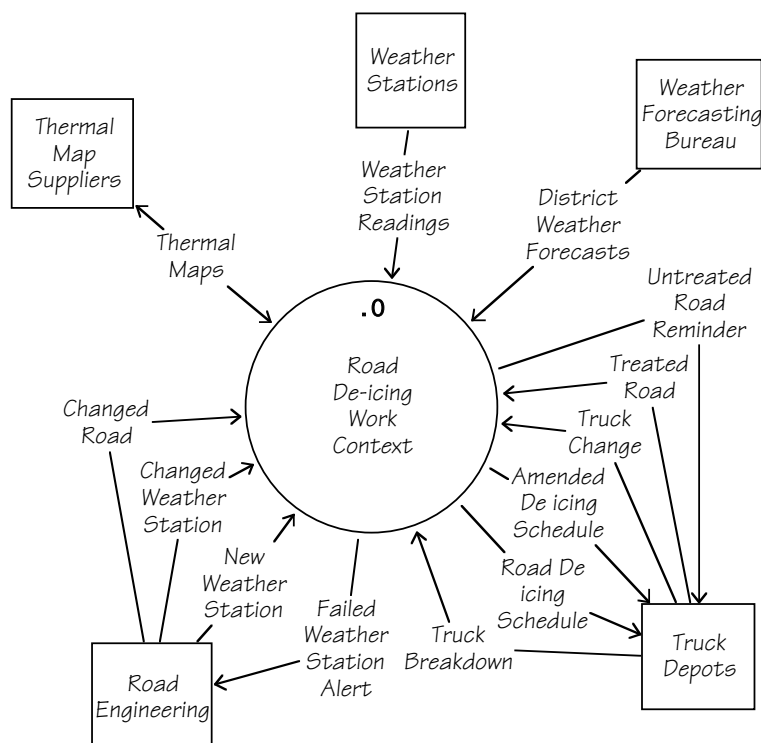 Weather
Stations
Weather
Forecasting
Bureau
Thermal
Map
Suppliers
Weather
Station
Readings
District
Weather
Forecasts
Thermal
Maps
Untreated
Road
Reminder
.0
Road
De-icing
Work
Context
Treated
Road
Changed
Road
Truck
Change
Changed
Weather
Station
Amended
De icing
Schedule
New
Weather
Station
Road De
icing
Schedule
Failed
Weather
Station
Alert
Truck
Breakdown
Road
Engineering
Truck
Depots